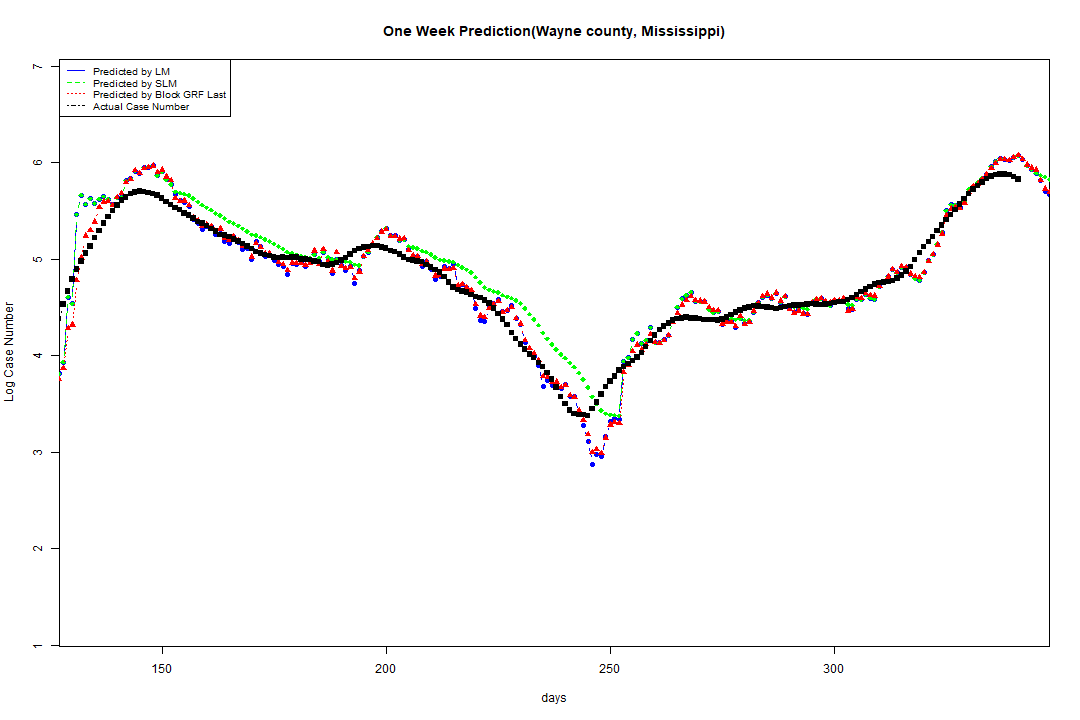 One Week Prediction(Wayne county, Mississippi)
Predicted by LM
Predicted by SLM
Predicted by Block GRF Last
Actual Case Number
7
6
5
4
3
2
1
Log Case Number
150 200 250 300
days